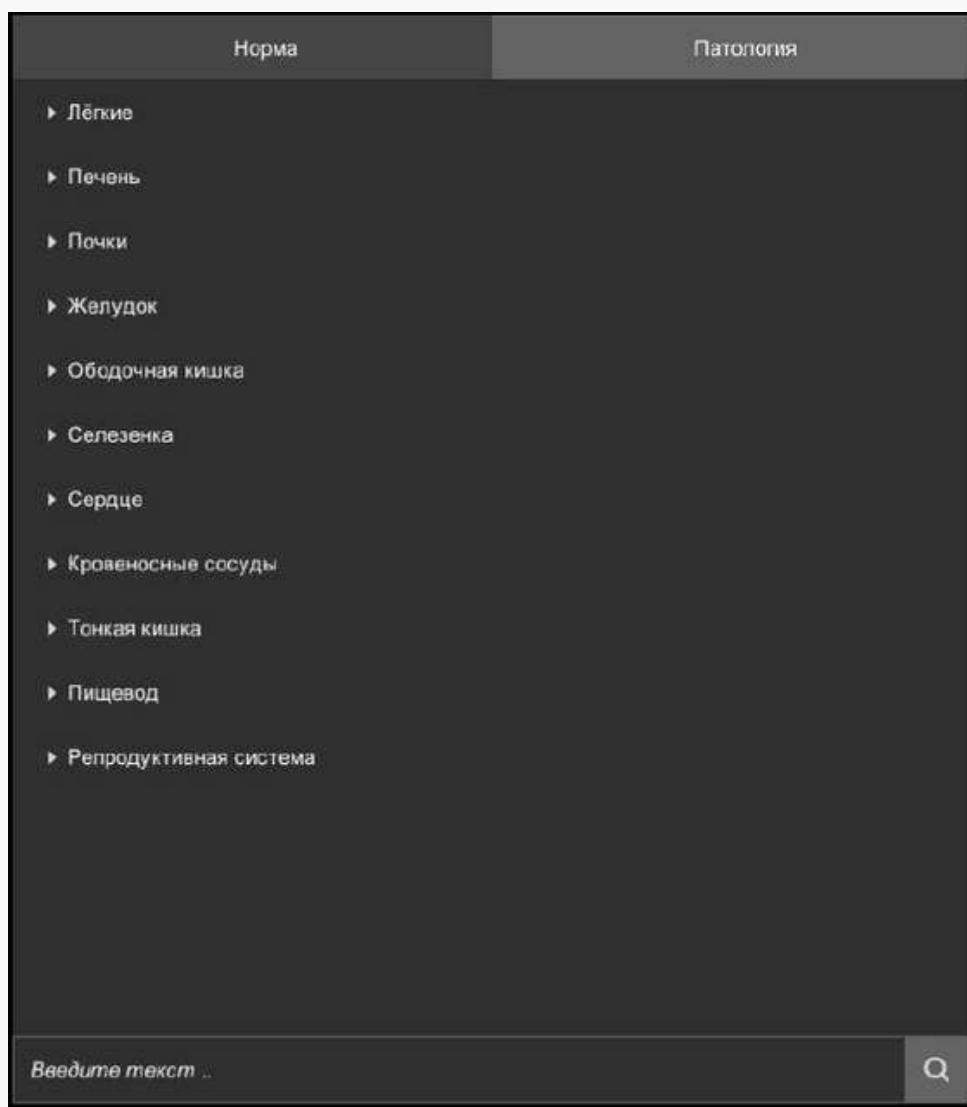 Норма
Патология
Лёгкие
Печень
Почки
Желудок
Ободочная кишка
Селезенка
Сердце
Кровеносные сосуды
Тонкая кишка
Пищевод
Репродуктивная система
Введите текст ..